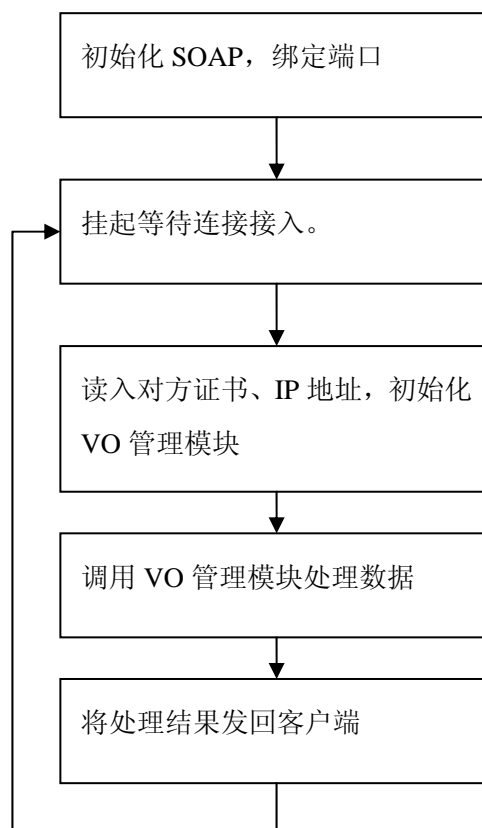 初始化 SOAP，绑定端口
挂起等待连接接入。
读入对方证书、IP 地址，初始化
VO 管理模块
调用 VO 管理模块处理数据
将处理结果发回客户端